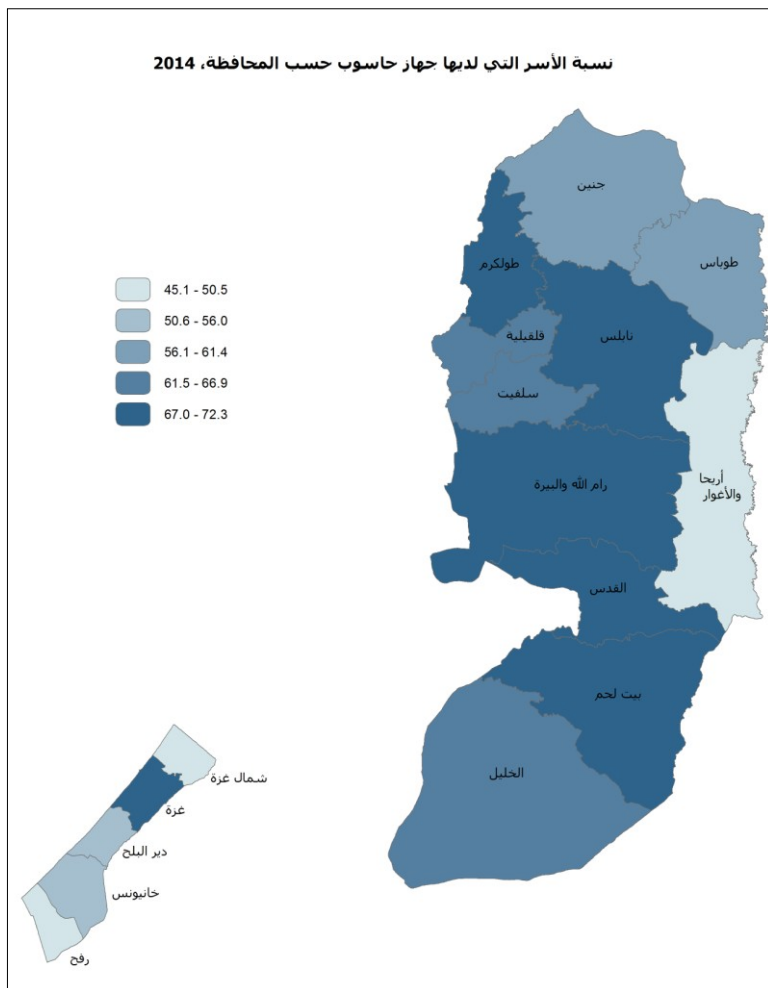 نسبة الأسر التي لديها جهاز حاسوب حسب المحافظة، 2014
جنين
طوباس
طولكرم
45.1 - 50.5
50.6 - 56.0
56.1 - 61.4
61.5 - 66.9
67.0 - 72.3
قلقيلية
نابلس
سلفيت
أريحا
والأغوار
رام الله والبيرة
القدس
بيت لحم
الخليل
شمال غزة
غزة
دير البلح
خانيونس
رفح